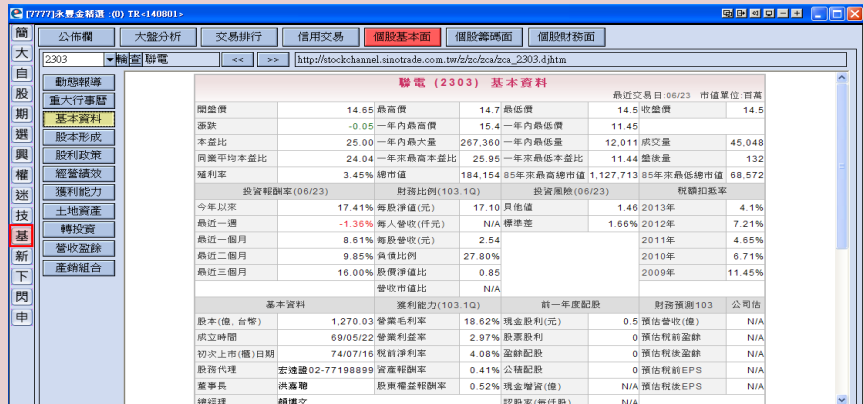 [7777]永豐金精選 :(0) TR<140801>
簡 公佈欄 大盤分析 交易排行 信用交易 個股基本面 個股籌碼面 個股財務面
大 2303 輪 查 聯電 << >> http://stockchannel.sinotrade.com.tw/z/zc/zca/zca_2303.djhtm
自
股
期
選
興
權
迷
技
基
新
下
閃
申
動態報導
重大行事曆
基本資料
股本形成
股利政策
經營績效
獲利能力
土地資產
轉投資
營收盈餘
產銷組合
聯電 (2303) 基本資料
最近交易日:06/23 市值單位:百萬
開盤價 14.65 最高價 14.7 最低價 14.5 收盤價 14.5
漲跌 -0.05 一年內最高價 15.4 一年內最低價 11.45
本益比 25.00 一年內最大量 267,360 一年內最低量 12,011 成交量 45,048
同業平均本益比 24.04 一年來最高本益比 25.95 一年來最低本益比 11.44 盤後量 132
殖利率 3.45% 總市值 184,154 85年來最高總市值 1,127,713 85年來最低總市值 68,572
投資報酬率(06/23) 財務比例(103.1Q) 投資風險(06/23) 稅額扣抵率
今年以來 17.41% 每股淨值(元) 17.10 貝他值 1.46 2013年 4.1%
最近一週 -1.36% 每人營收(仟元) N/A 標準差 1.66% 2012年 7.21%
最近一個月 8.61% 每股營收(元) 2.54 2011年 4.65%
最近二個月 9.85% 負債比例 27.80% 2010年 6.71%
最近三個月 16.00% 股價淨值比 0.85 2009年 11.45%
營收市值比 N/A
基本資料 獲利能力(103.1Q) 前一年度配股 財務預測103 公司估
股本(億, 台幣) 1,270.03 營業毛利率 18.62% 現金股利(元) 0.5 預估營收(億) N/A
成立時間 69/05/22 營業利益率 2.97% 股票股利 0 預估稅前盈餘 N/A
初次上市(櫃)日期 74/07/16 稅前淨利率 4.08% 盈餘配股 0 預估稅後盈餘 N/A
股務代理 宏遠證02-77198899 資產報酬率 0.41% 公積配股 0 預估稅前EPS N/A
董事長 洪嘉聰 股東權益報酬率 0.52% 現金增資(億) N/A 預估稅後EPS N/A
總經理 顏博文 認股率(每仟股) N/A